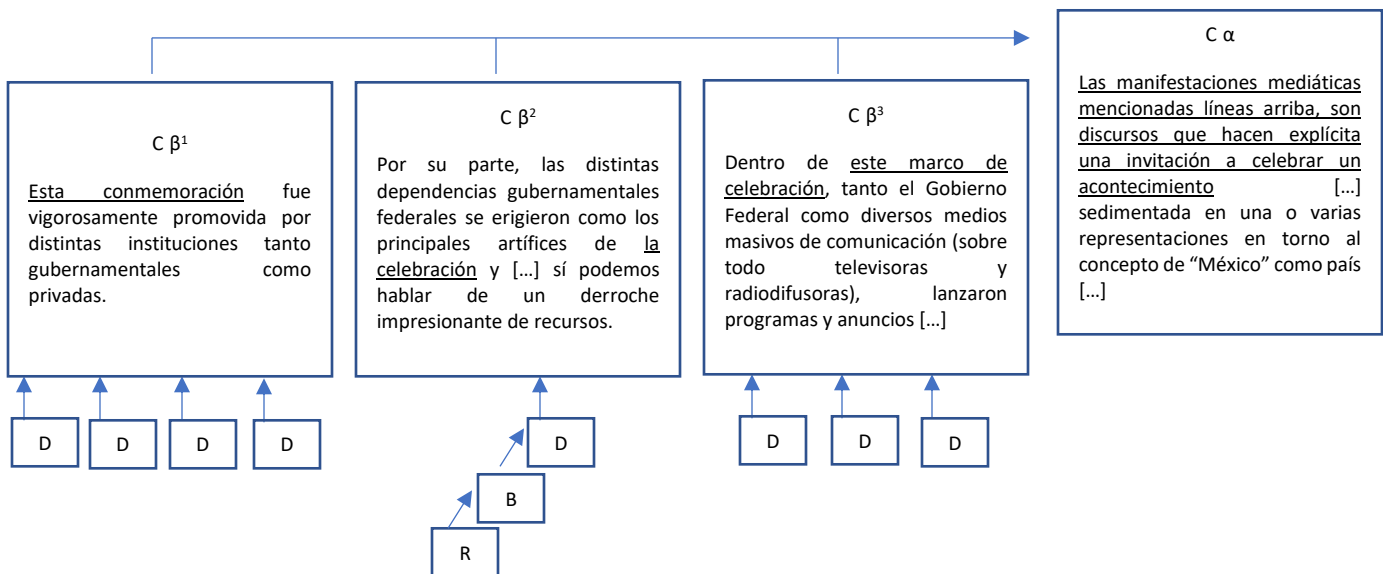 C α
Las manifestaciones mediáticas
mencionadas líneas arriba, son
discursos que hacen explícita
una invitación a celebrar un
acontecimiento […]
sedimentada en una o varias
representaciones en torno al
concepto de “México” como país
[…]
C β¹
Esta conmemoración fue
vigorosamente promovida por
distintas instituciones tanto
gubernamentales como
privadas.
C β²
Por su parte, las distintas
dependencias gubernamentales
federales se erigieron como los
principales artífices de la
celebración y […] sí podemos
hablar de un derroche
impresionante de recursos.
C β³
Dentro de este marco de
celebración, tanto el Gobierno
Federal como diversos medios
masivos de comunicación (sobre
todo televisoras y
radiodifusoras), lanzaron
programas y anuncios […]
D
D
D
D
D
D
D
D
B
R